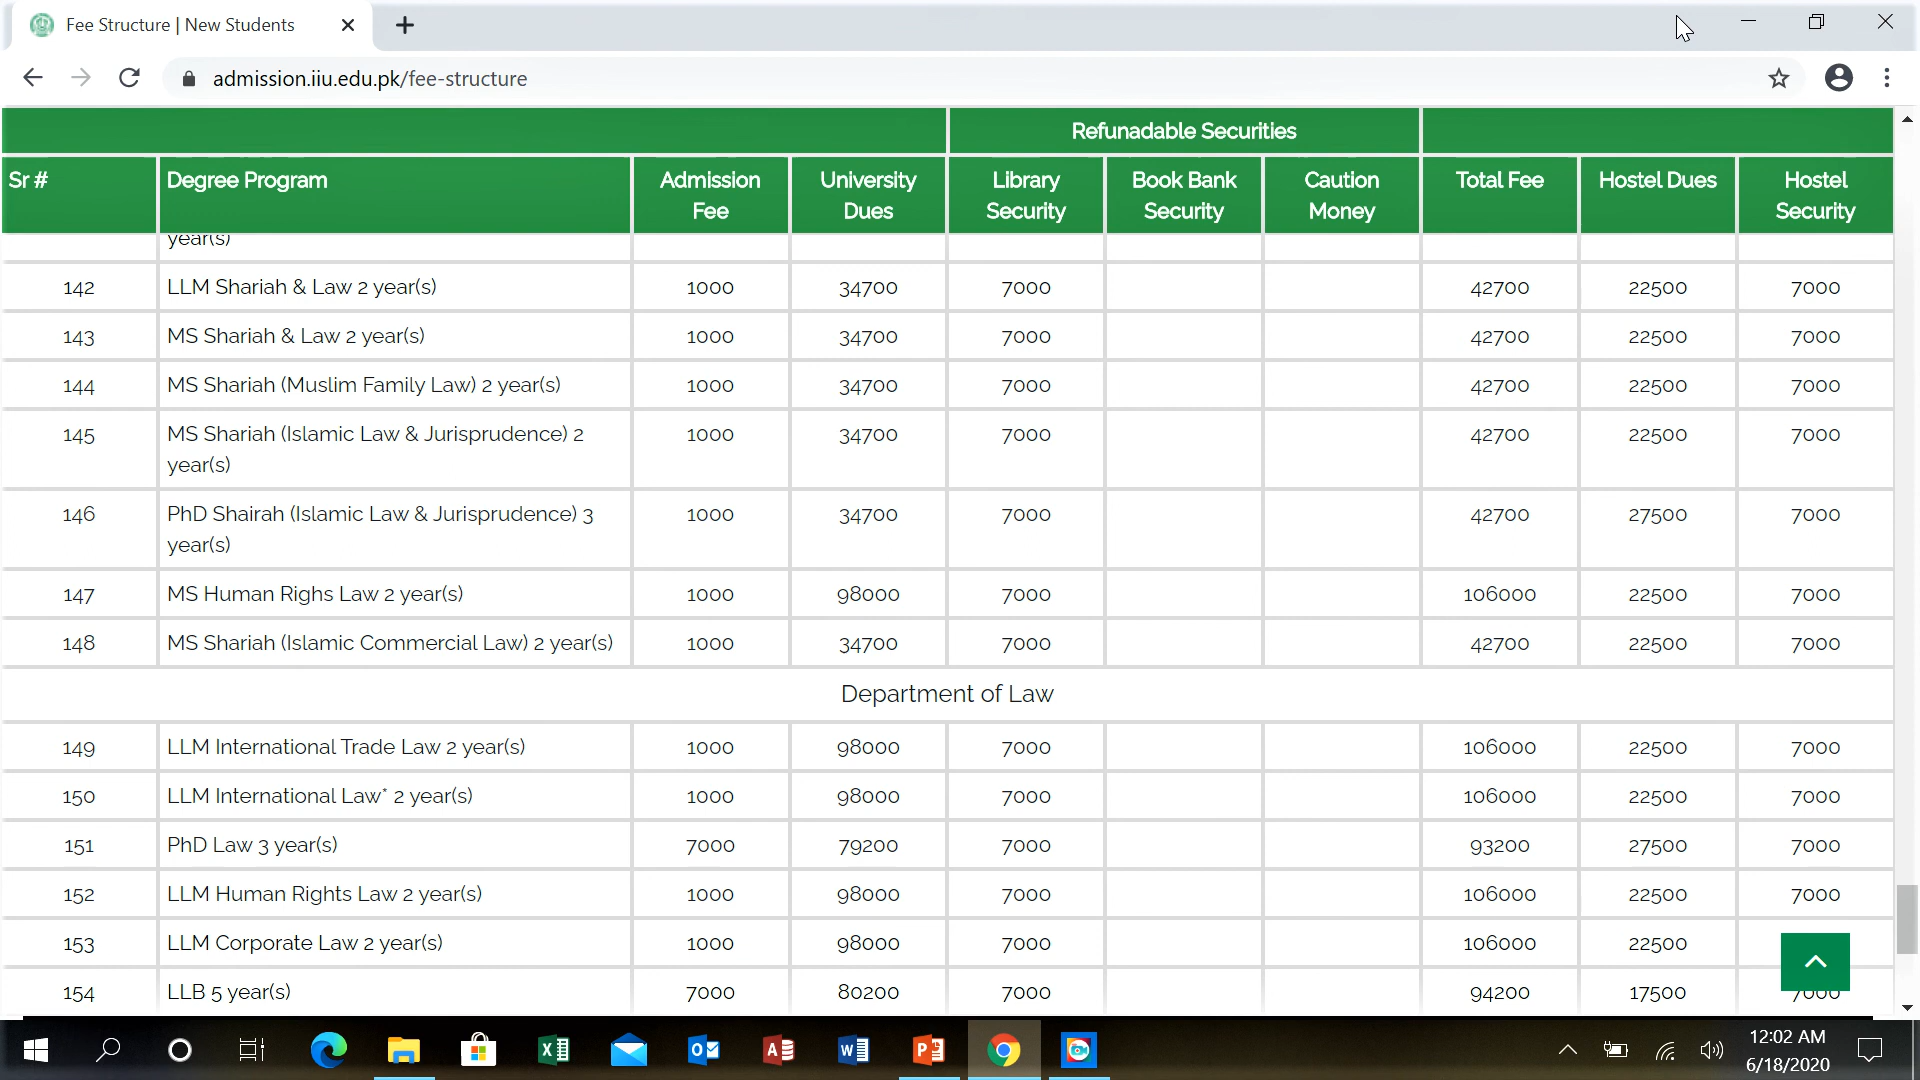 Fee Structure | New Students
admission.iiu.edu.pk/fee-structure
Refunadable Securities
Sr # Degree Program Admission Fee University Dues Library Security Book Bank Security Caution Money Total Fee Hostel Dues Hostel Security
year(s)
142 LLM Shariah & Law 2 year(s) 1000 34700 7000 42700 22500 7000
143 MS Shariah & Law 2 year(s) 1000 34700 7000 42700 22500 7000
144 MS Shariah (Muslim Family Law) 2 year(s) 1000 34700 7000 42700 22500 7000
145 MS Shariah (Islamic Law & Jurisprudence) 2 1000 34700 7000 42700 22500 7000
year(s)
146 PhD Shairah (Islamic Law & Jurisprudence) 3 1000 34700 7000 42700 27500 7000
year(s)
147 MS Human Righs Law 2 year(s) 1000 98000 7000 106000 22500 7000
148 MS Shariah (Islamic Commercial Law) 2 year(s) 1000 34700 7000 42700 22500 7000
Department of Law
149 LLM International Trade Law 2 year(s) 1000 98000 7000 106000 22500 7000
150 LLM International Law* 2 year(s) 1000 98000 7000 106000 22500 7000
151 PhD Law 3 year(s) 7000 79200 7000 93200 27500 7000
152 LLM Human Rights Law 2 year(s) 1000 98000 7000 106000 22500 7000
153 LLM Corporate Law 2 year(s) 1000 98000 7000 106000 22500
154 LLB 5 year(s) 7000 80200 7000 94200 17500 7000
12:02 AM
6/18/2020